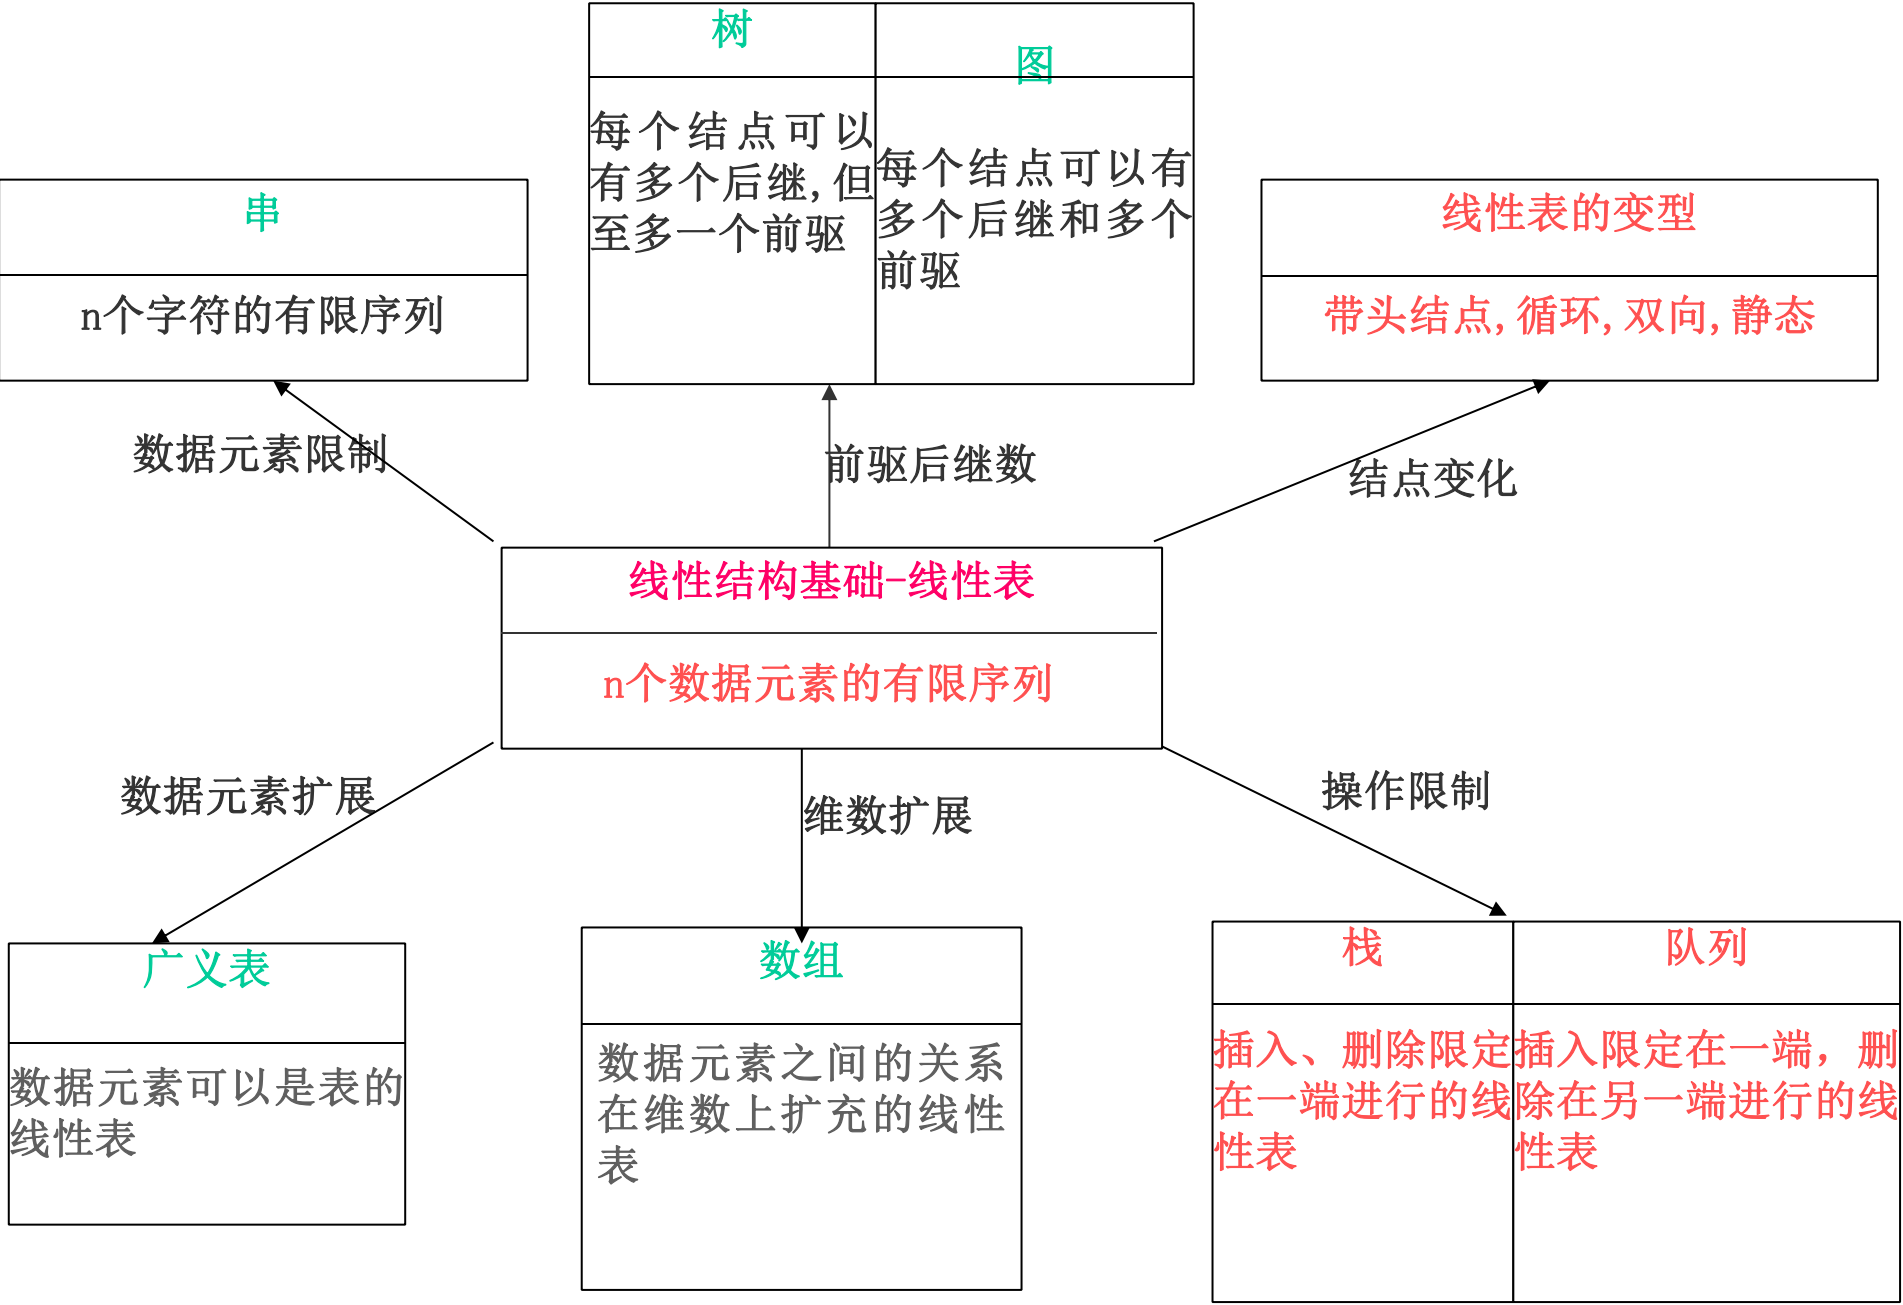 树
每个结点可以
有多个后继,但
至多一个前驱
图
每个结点可以有
多个后继和多个
前驱
串
n个字符的有限序列
线性表的变型
带头结点,循环,双向,静态
数据元素限制
前驱后继数
结点变化
线性结构基础-线性表
n个数据元素的有限序列
数据元素扩展
维数扩展
操作限制
广义表
数据元素可以是表的
线性表
数组
数据元素之间的关系
在维数上扩充的线性
表
栈
插入、删除限定
在一端进行的线
性表
队列
插入限定在一端，删
除在另一端进行的线
性表